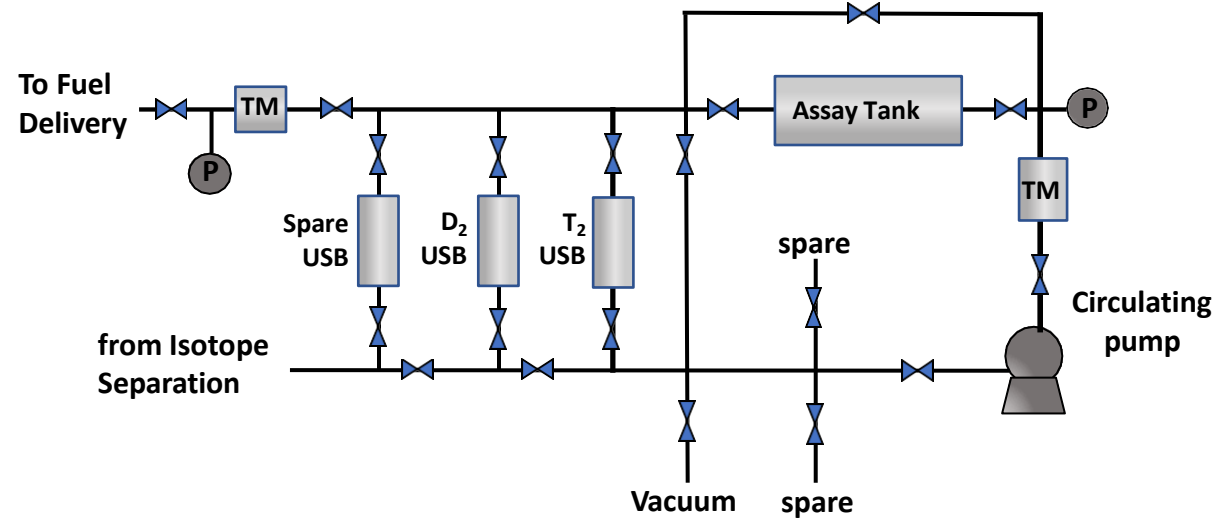 To Fuel
Delivery
TM
P
Assay Tank
P
TM
Spare
USB
D₂
USB
T₂
USB
spare
Circulating
pump
from Isotope
Separation
Vacuum
spare